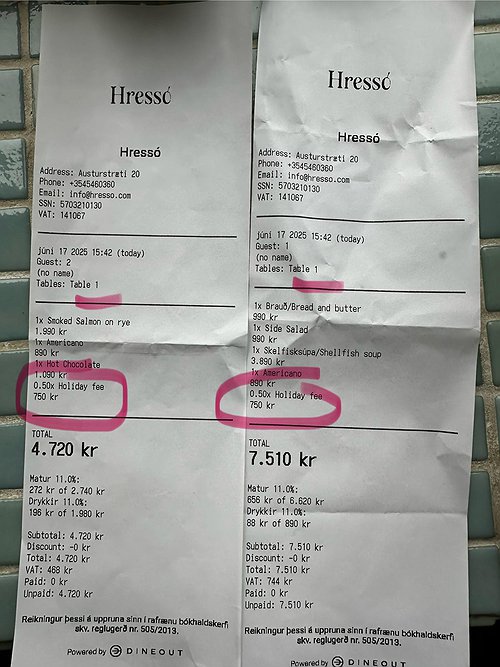 Hressó
Hressó
Address: Austurstræti 20
Phone: +3545460360
Email: info@hresso.com
SSN: 5703210130
VAT: 141067
júní 17 2025 15:42 (today)
Guest: 2
(no name)
Tables: Table 1
1x Smoked Salmon on rye
1.990 kr
1x Americano
890 kr
1x Hot Chocolate
1.090 kr
0.50x Holiday fee
750 kr
TOTAL
4.720 kr
Matur 11.0%:
272 kr of 2.740 kr
Drykkir 11.0%:
196 kr of 1.980 kr
Subtotal: 4.720 kr
Discount: -0 kr
Total: 4.720 kr
VAT: 468 kr
Paid: 0 kr
Unpaid: 4.720 kr
Reikningur þessi á uppruna sinn í rafrænu bókhaldskerfi
skv. reglugerð nr. 505/2013.
Powered by DINEOUT
Hressó
Hressó
Address: Austurstræti 20
Phone: +3545460360
Email: info@hresso.com
SSN: 5703210130
VAT: 141067
júní 17 2025 15:42 (today)
Guest: 1
(no name)
Tables: Table 1
1x Brauð/Bread and butter
990 kr
1x Side Salad
990 kr
1x Skelfisksúpa/Shellfish soup
3.890 kr
1x Americano
890 kr
0.50x Holiday fee
750 kr
TOTAL
7.510 kr
Matur 11.0%:
656 kr of 6.620 kr
Drykkir 11.0%:
88 kr of 890 kr
Subtotal: 7.510 kr
Discount: -0 kr
Total: 7.510 kr
VAT: 744 kr
Paid: 0 kr
Unpaid: 7.510 kr
Reikningur þessi á uppruna sinn í rafrænu bókhaldskerfi
skv. reglugerð nr. 505/2013.
Powered by DINEOUT